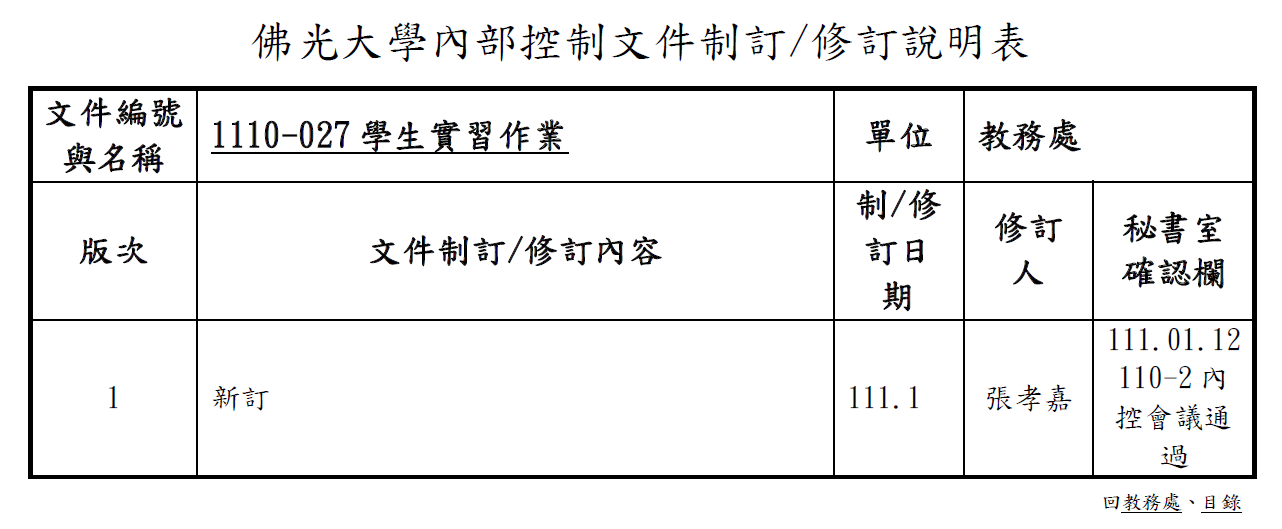 佛光大學內部控制文件制訂/修訂說明表
文件編號
與名稱
1110-027 學生實習作業
單位
教務處
版次
文件制訂/修訂內容
制/修
訂日
期
修訂
人
秘書室
確認欄
1
新訂
111.1
張孝嘉
111.01.12
110-2 內
控會議通
過
回教務處、目錄